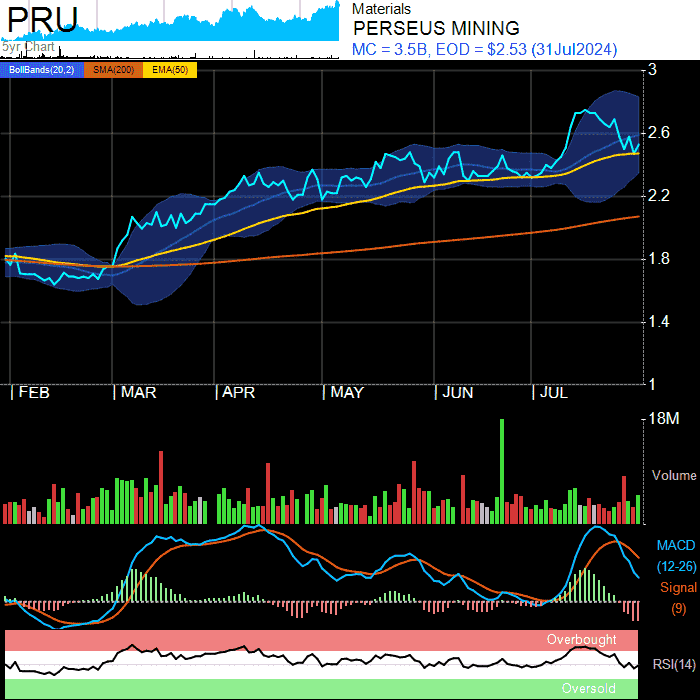 PRU
5yr Chart
Materials
PERSEUS MINING
MC = 3.5B, EOD = $2.53 (31Jul2024)
BollBands(20,2) SMA(200) EMA(50)
3
2.6
2.2
1.8
1.4
1
FEB MAR APR MAY JUN JUL
18M
Volume
MACD
(12-26)
Signal
(9)
Overbought
RSI(14)
Oversold